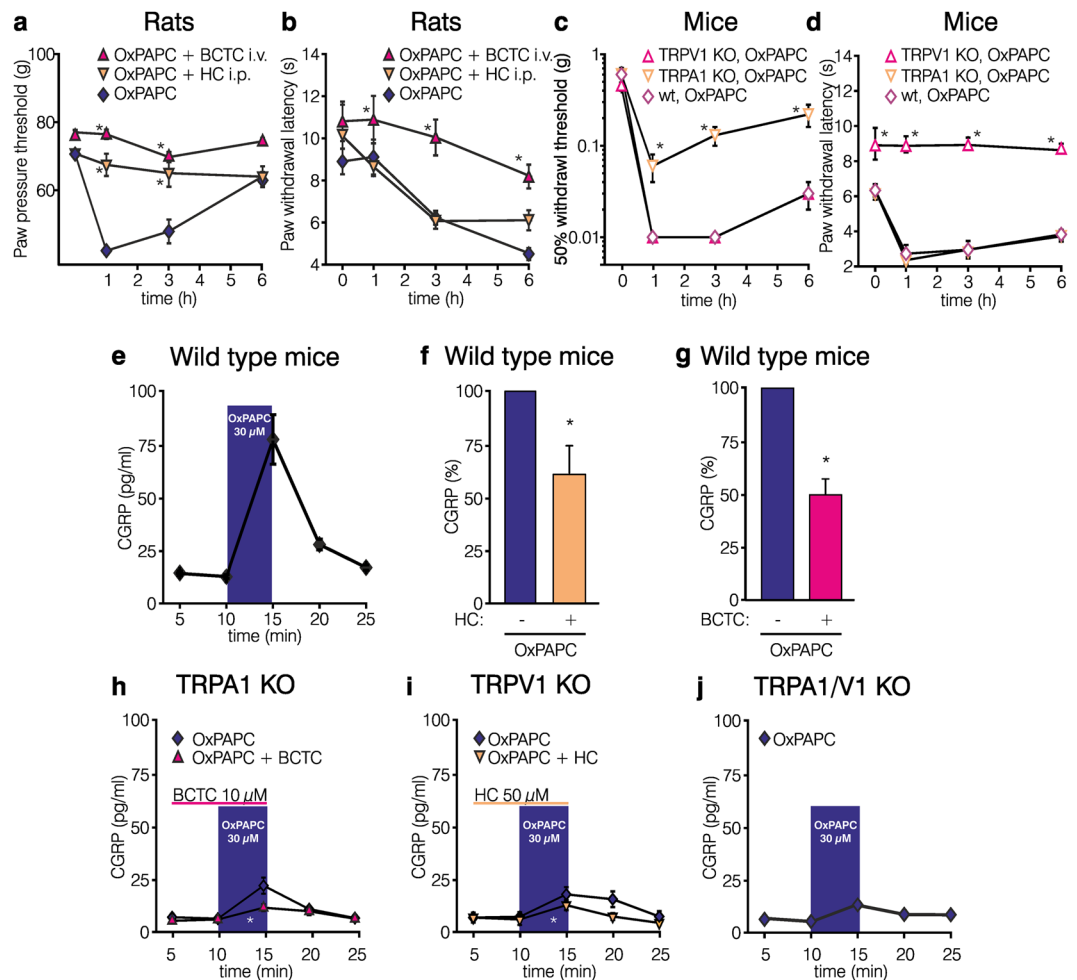 a Rats
Paw pressure threshold (g)
100
80
60
OxPAPC + BCTC i.v.
OxPAPC + HC i.p.
OxPAPC
*
*
*
*
0 1 2 3 4 5 6
time (h)
b Rats
Paw withdrawal latency (s)
14
12
10
8
6
4
OxPAPC + BCTC i.v.
OxPAPC + HC i.p.
OxPAPC
*
*
*
0 1 2 3 4 5 6
time (h)
c Mice
50% withdrawl threshold (g)
1
0.1
0.01
TRPV1 KO, OxPAPC
TRPA1 KO, OxPAPC
wt, OxPAPC
*
*
*
0 1 2 3 4 5 6
time (h)
d Mice
Paw withdrawal latency (s)
14
12
10
8
6
4
2
TRPV1 KO, OxPAPC
TRPA1 KO, OxPAPC
wt, OxPAPC
* * * *
0 1 2 3 4 5 6
time (h)
e Wild type mice
CGRP (pg/ml)
100
75
50
25
0
OxPAPC
30 µM
5 10 15 20 25
time (min)
f Wild type mice
CGRP (%)
100
75
50
25
0
*
HC: - +
OxPAPC
g Wild type mice
CGRP (%)
100
75
50
25
0
*
BCTC: - +
OxPAPC
h TRPA1 KO
CGRP (pg/ml)
100
75
50
25
0
OxPAPC
OxPAPC + BCTC
BCTC 10 µM
OxPAPC
30 µM
*
5 10 15 20 25
time (min)
i TRPV1 KO
CGRP (pg/ml)
100
75
50
25
0
OxPAPC
OxPAPC + HC
HC 50 µM
OxPAPC
30 µM
*
5 10 15 20 25
time (min)
j TRPA1/V1 KO
CGRP (pg/ml)
100
75
50
25
0
OxPAPC
OxPAPC
30 µM
5 10 15 20 25
time (min)